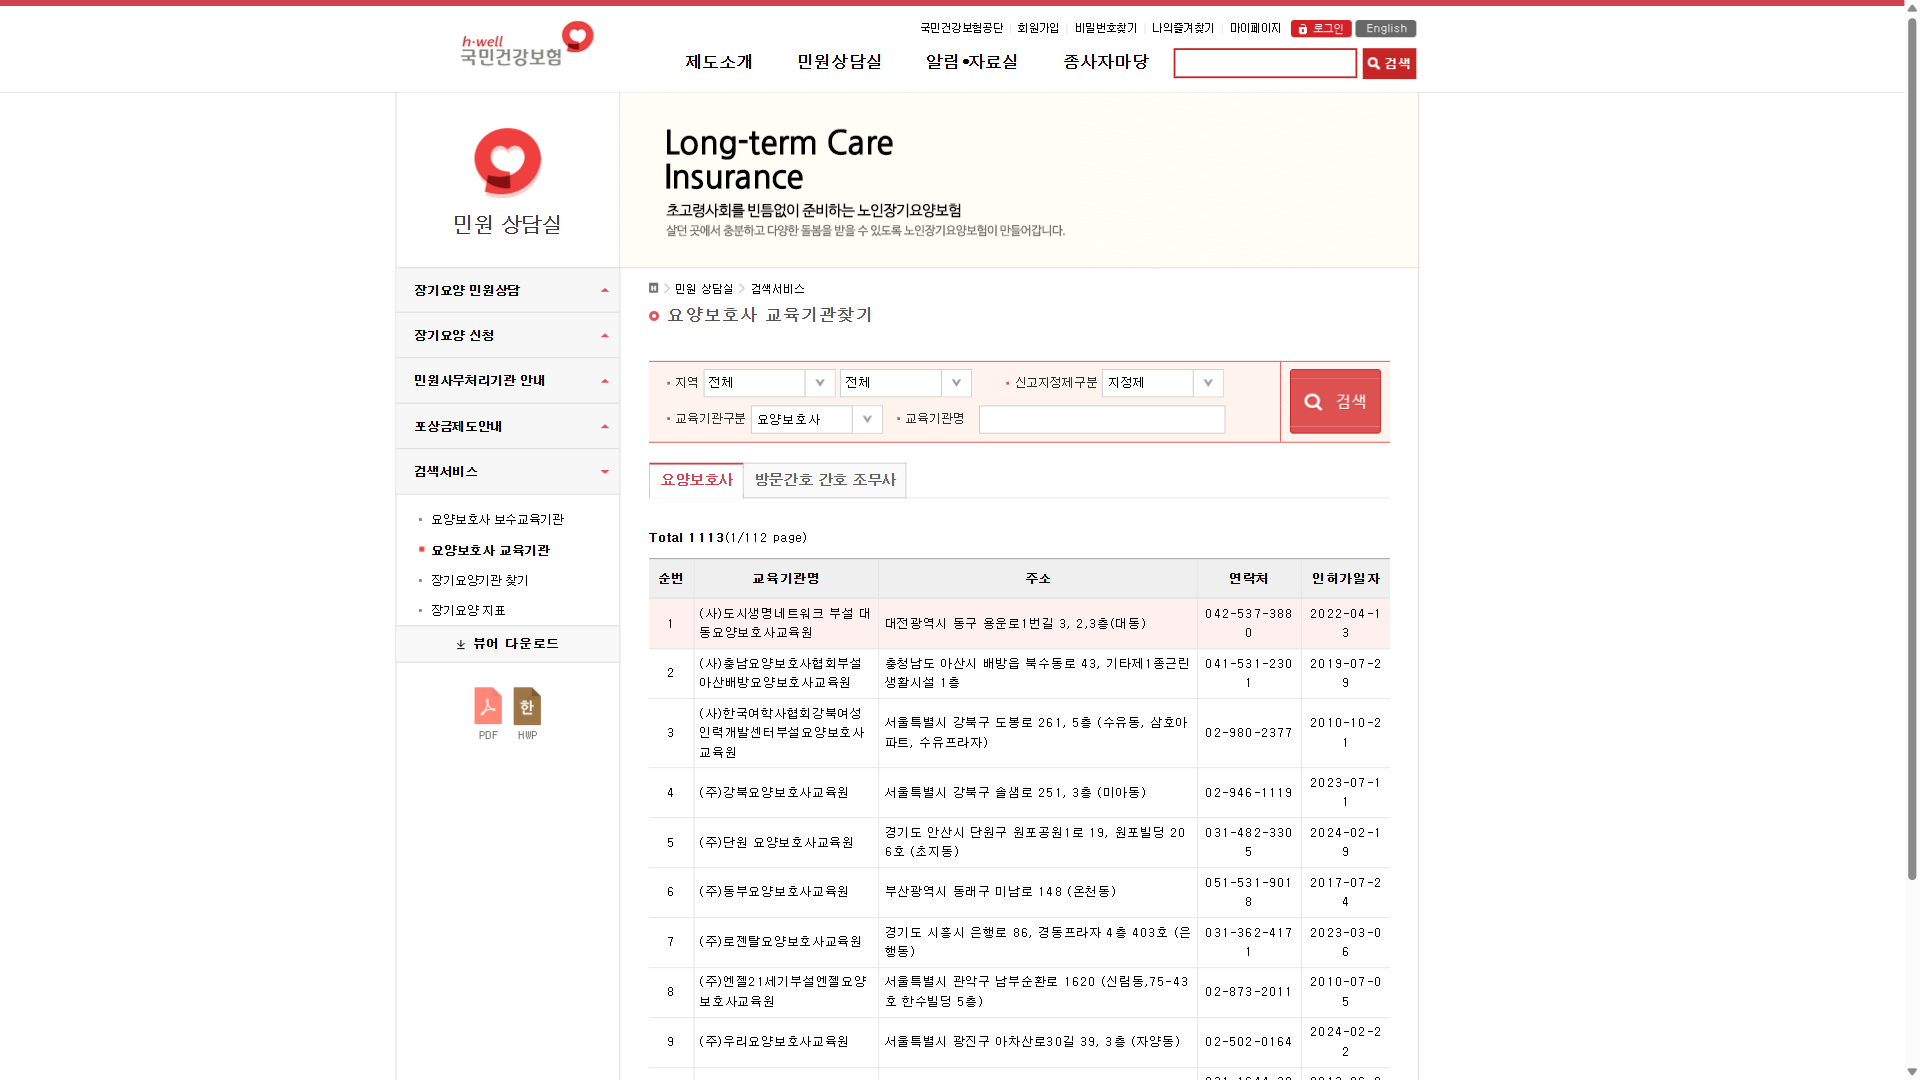 국민건강보험공단 회원가입 비밀번호찾기 나의즐겨찾기 마이페이지 로그인 English
h·well
국민건강보험
제도소개 민원상담실 알림•자료실 종사자마당 검색
민원 상담실
Long-term Care
Insurance
초고령사회를 빈틈없이 준비하는 노인장기요양보험
살던 곳에서 충분하고 다양한 돌봄을 받을 수 있도록 노인장기요양보험이 만들어갑니다.
장기요양 민원상담
장기요양 신청
민원사무처리기관 안내
포상금제도안내
검색서비스
요양보호사 보수교육기관
요양보호사 교육기관
장기요양기관 찾기
장기요양 지표
뷰어 다운로드
한
PDF HWP
H > 민원 상담실 > 검색서비스
요양보호사 교육기관찾기
지역 전체 전체 신고지정제구분 지정제
교육기관구분 요양보호사 교육기관명
검색
요양보호사 방문간호 간호 조무사
Total 1113(1/112 page)
순번 교육기관명 주소 연락처 인허가일자
1 (사)도시생명네트워크 부설 대 대전광역시 동구 용운로1번길 3, 2,3층(대동) 042-537-388 2022-04-1
동요양보호사교육원 0 3
2 (사)충남요양보호사협회부설 충청남도 아산시 배방읍 북수동로 43, 기타제1종근린 041-531-230 2019-07-2
아산배방요양보호사교육원 생활시설 1층 1 9
3 (사)한국여학사협회강북여성 서울특별시 강북구 도봉로 261, 5층 (수유동, 삼호아 02-980-2377 2010-10-2
인력개발센터부설요양보호사 파트, 수유프라자) 1
교육원
4 (주)강북요양보호사교육원 서울특별시 강북구 솔샘로 251, 3층 (미아동) 02-946-1119 2023-07-1
1
5 (주)단원 요양보호사교육원 경기도 안산시 단원구 원포공원1로 19, 원포빌딩 20 031-482-330 2024-02-1
6호 (초지동) 5 9
6 (주)동부요양보호사교육원 부산광역시 동래구 미남로 148 (온천동) 051-531-901 2017-07-2
8 4
7 (주)로젠탈요양보호사교육원 경기도 시흥시 은행로 86, 경동프라자 4층 403호 (은 031-362-417 2023-03-0
행동) 1 6
8 (주)엔젤21세기부설엔젤요양 서울특별시 관악구 남부순환로 1620 (신림동,75-43 02-873-2011 2010-07-0
보호사교육원 호 한수빌딩 5층) 5
9 (주)우리요양보호사교육원 서울특별시 광진구 아차산로30길 39, 3층 (자양동) 02-502-0164 2024-02-2
2